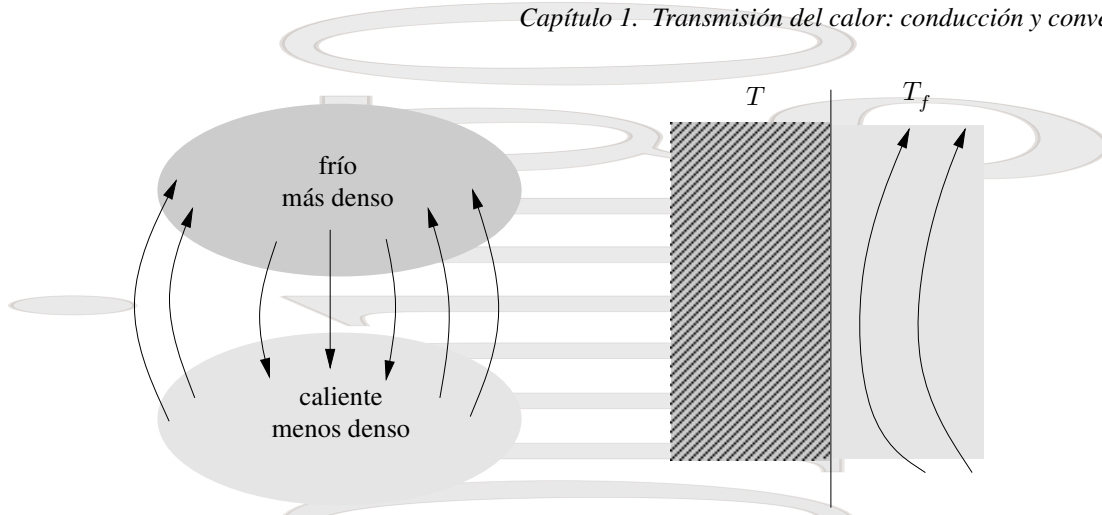 Capítulo 1. Transmisión del calor: conducción y conve
T
T_f
frío
más denso
caliente
menos denso